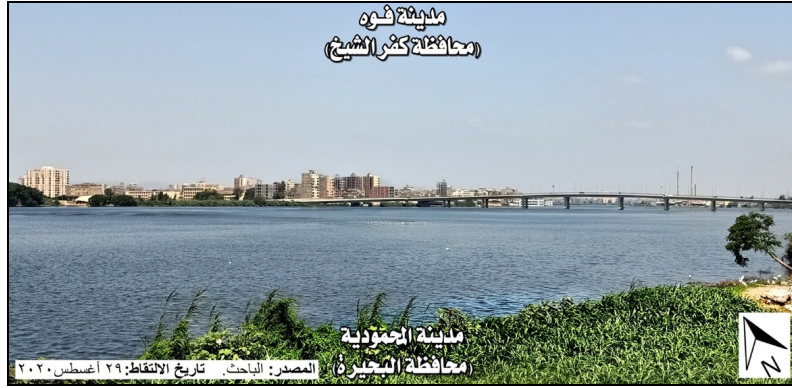 مدينة فوه
(محافظة كفر الشيخ)
مدينة المحمودية
(محافظة البحيرة)
المصدر: الباحث. تاريخ الالتقاط: ٢٩ أغسطس ٢٠٢٠
N